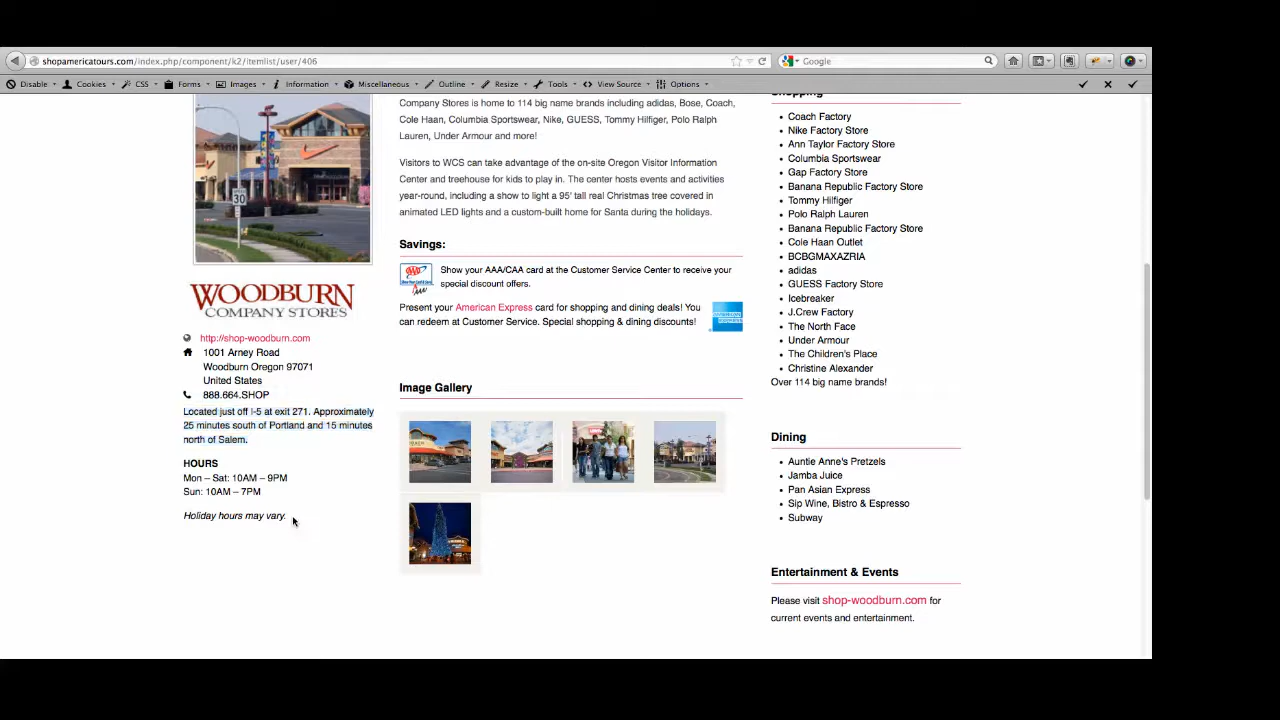 shopamericatours.com/index.php/component/k2/itemlist/user/406
Google
Disable
Cookies
CSS
Forms
Images
Information
Miscellaneous
Outline
Resize
Tools
View Source
Options
30
WOODBURN
COMPANY STORES
http://shop-woodburn.com
1001 Arney Road
Woodburn Oregon 97071
United States
888.664.SHOP
Located just off I-5 at exit 271. Approximately
25 minutes south of Portland and 15 minutes
north of Salem.
HOURS
Mon – Sat: 10AM – 9PM
Sun: 10AM – 7PM
Holiday hours may vary.
Company Stores is home to 114 big name brands including adidas, Bose, Coach,
Cole Haan, Columbia Sportswear, Nike, GUESS, Tommy Hilfiger, Polo Ralph
Lauren, Under Armour and more!
Visitors to WCS can take advantage of the on-site Oregon Visitor Information
Center and treehouse for kids to play in. The center hosts events and activities
year-round, including a show to light a 95' tall real Christmas tree covered in
animated LED lights and a custom-built home for Santa during the holidays.
Savings:
Show your AAA/CAA card at the Customer Service Center to receive your
special discount offers.
Present your American Express card for shopping and dining deals! You
can redeem at Customer Service. Special shopping & dining discounts!
Image Gallery
Shopping
Coach Factory
Nike Factory Store
Ann Taylor Factory Store
Columbia Sportswear
Gap Factory Store
Banana Republic Factory Store
Tommy Hilfiger
Polo Ralph Lauren
Banana Republic Factory Store
Cole Haan Outlet
BCBGMAXAZRIA
adidas
GUESS Factory Store
Icebreaker
J.Crew Factory
The North Face
Under Armour
The Children's Place
Christine Alexander
Over 114 big name brands!
Dining
Auntie Anne's Pretzels
Jamba Juice
Pan Asian Express
Sip Wine, Bistro & Espresso
Subway
Entertainment & Events
Please visit shop-woodburn.com for
current events and entertainment.